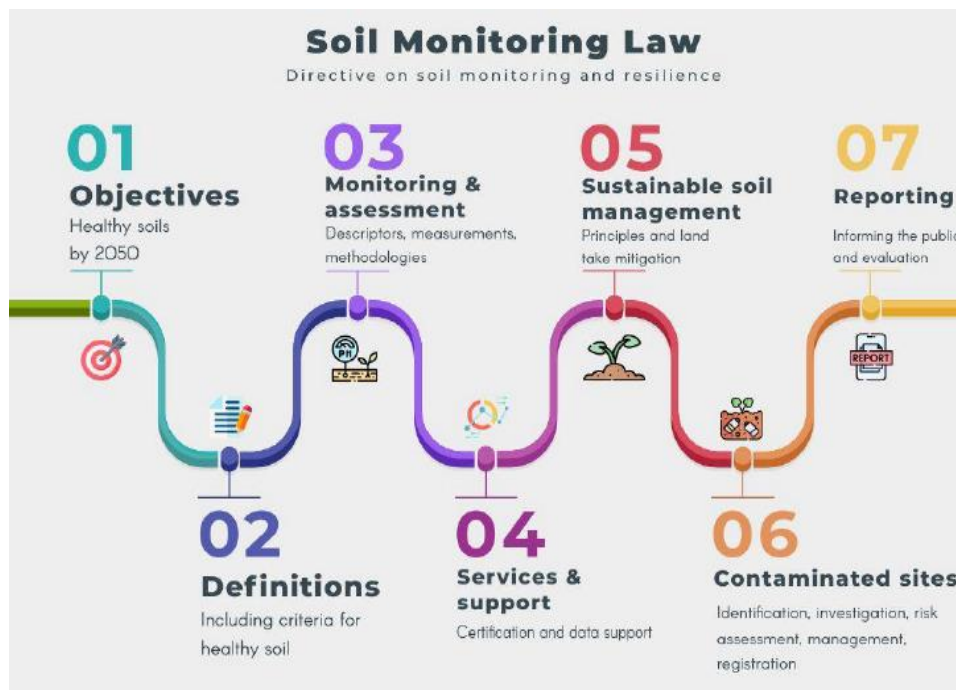 Soil Monitoring Law
Directive on soil monitoring and resilience
01
Objectives
Healthy soils
by 2050
02
Definitions
Including criteria for
healthy soil
03
Monitoring &
assessment
Descriptors, measurements,
methodologies
PH
04
Services &
support
Certification and data support
05
Sustainable soil
management
Principles and land
take mitigation
06
Contaminated sites
Identification, investigation, risk
assessment, management,
registration
07
Reporting
Informing the public
and evaluation
REPORT